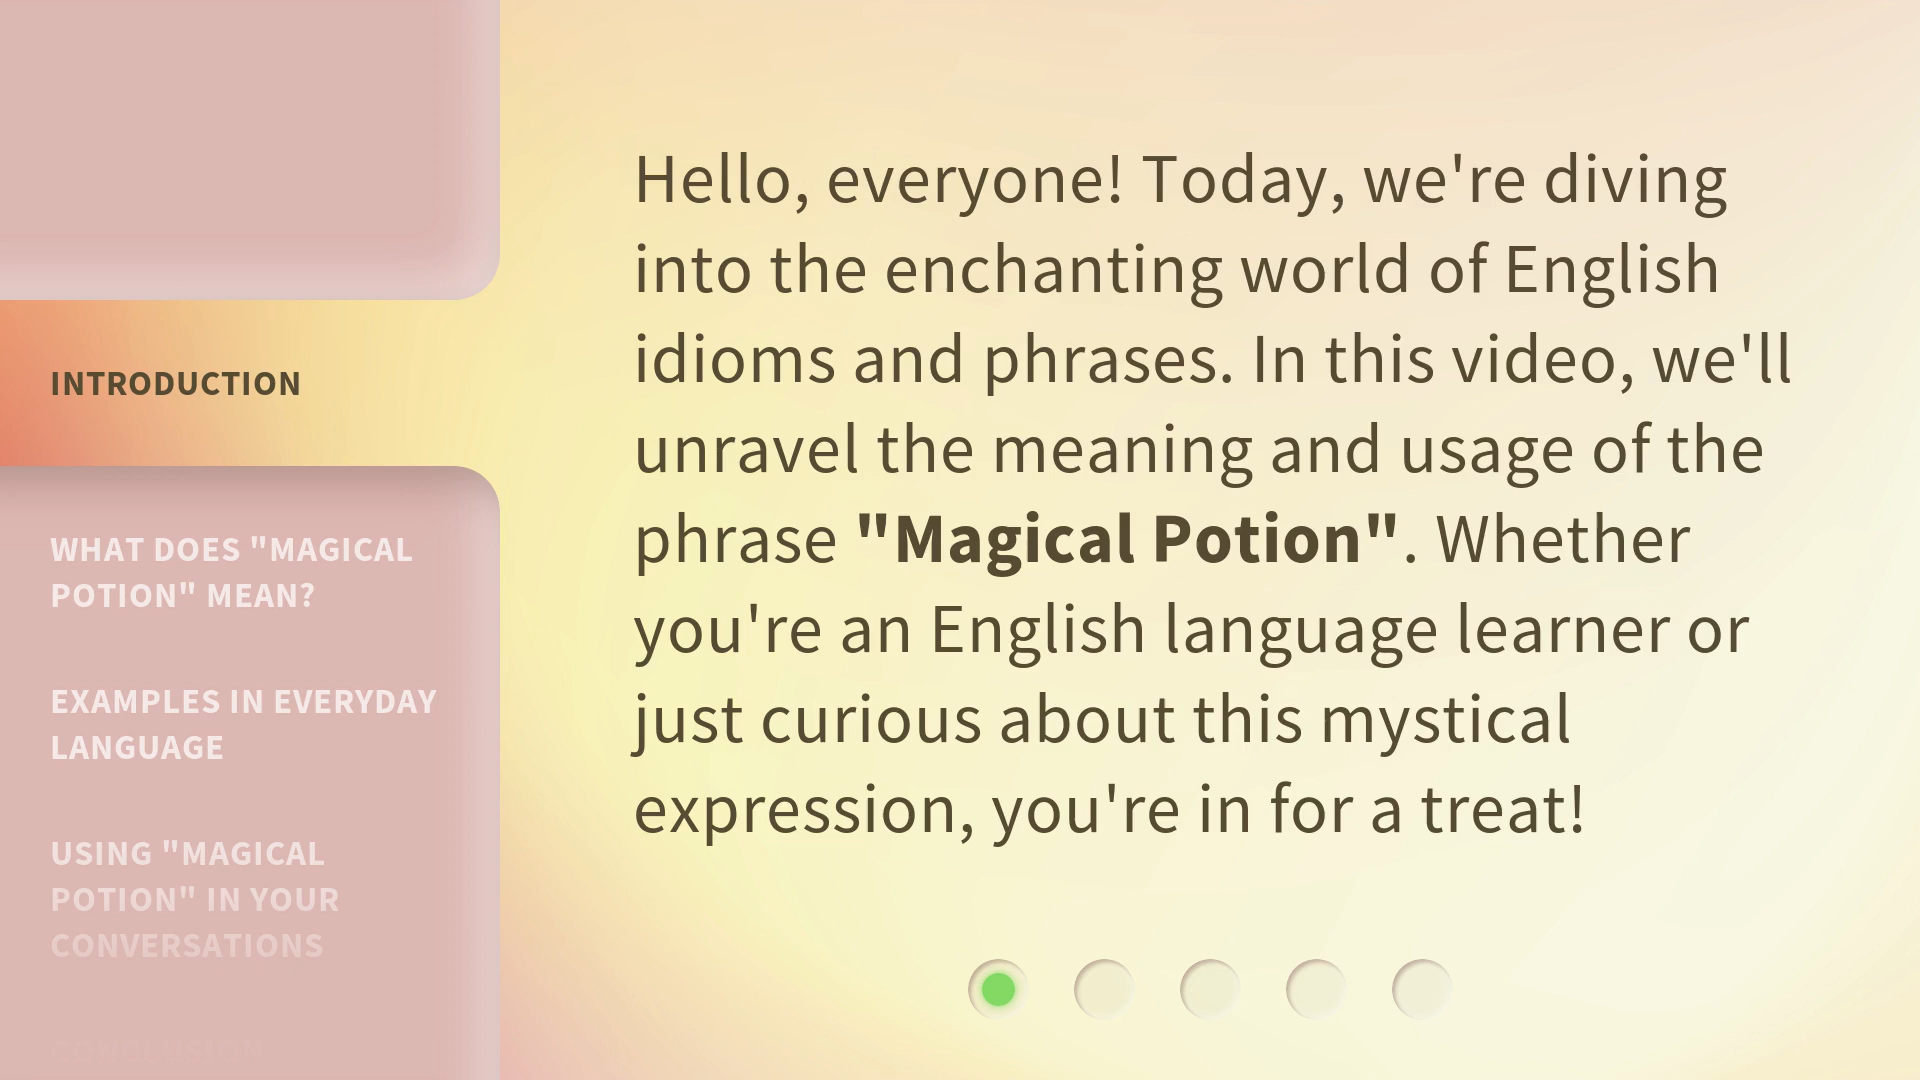 INTRODUCTION
WHAT DOES "MAGICAL
POTION" MEAN?
EXAMPLES IN EVERYDAY
LANGUAGE
USING "MAGICAL
POTION" IN YOUR
CONVERSATIONS
CONCLUSION
Hello, everyone! Today, we're diving
into the enchanting world of English
idioms and phrases. In this video, we'll
unravel the meaning and usage of the
phrase "Magical Potion". Whether
you're an English language learner or
just curious about this mystical
expression, you're in for a treat!